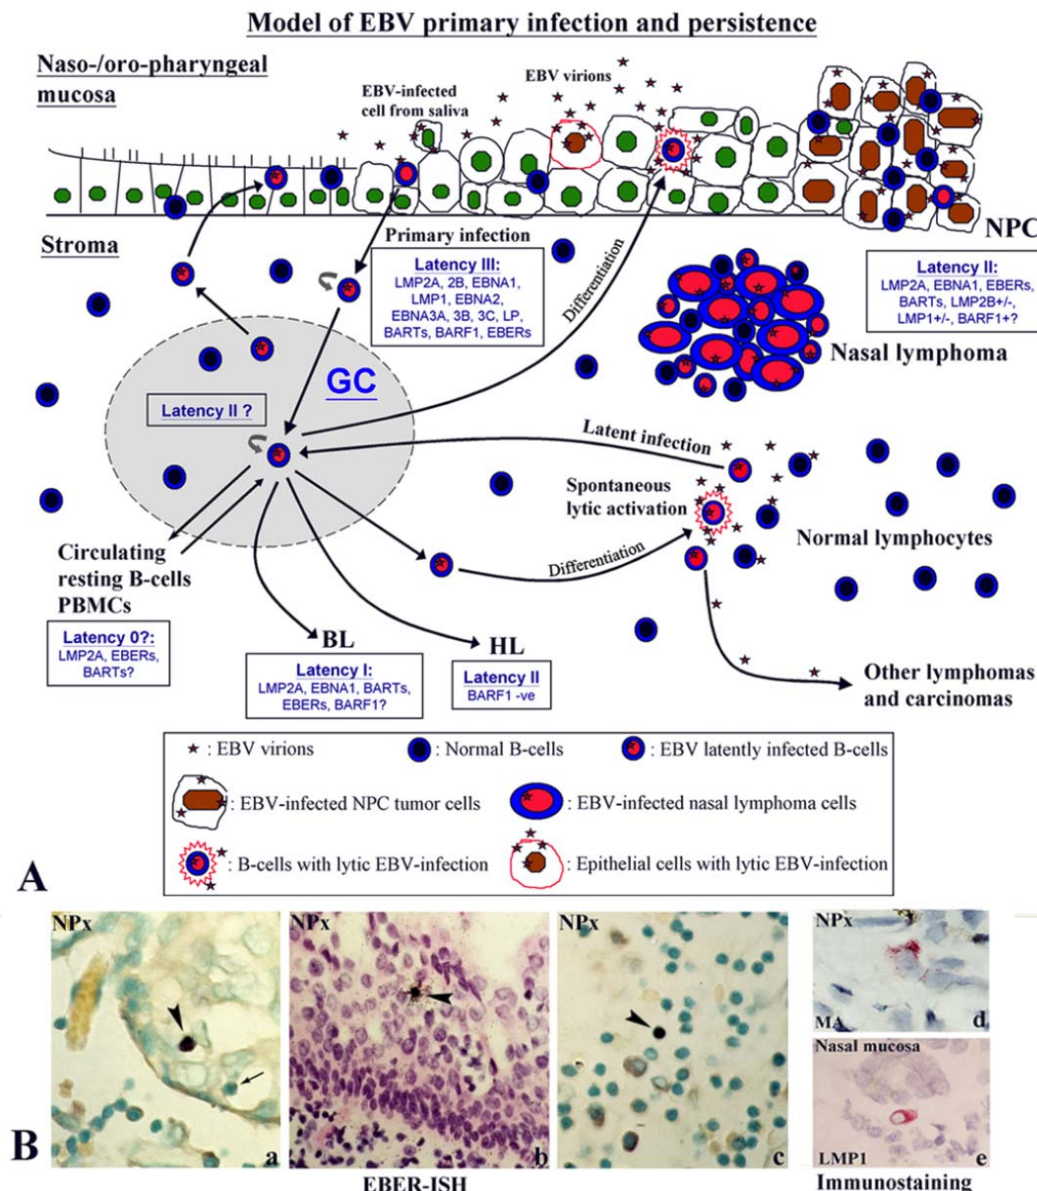 Model of EBV primary infection and persistence
Naso-/oro-pharyngeal
mucosa
EBV-infected
cell from saliva
EBV virions
Stroma
Primary infection
Latency III:
LMP2A, 2B, EBNA1,
LMP1, EBNA2,
EBNA3A, 3B, 3C, LP,
BARTs, BARF1, EBERs
Differentiation
NPC
Latency II:
LMP2A, EBNA1, EBERs,
BARTs, LMP2B+/-,
LMP1+/-, BARF1+?
Nasal lymphoma
GC
Latency II ?
Latent infection
Spontaneous
lytic activation
Normal lymphocytes
Differentiation
Circulating
resting B-cells
PBMCs
Latency 0?:
LMP2A, EBERs,
BARTs?
BL
Latency I:
LMP2A, EBNA1, BARTs,
EBERs, BARF1?
HL
Latency II
BARF1 -ve
Other lymphomas
and carcinomas
: EBV virions
: Normal B-cells
: EBV latently infected B-cells
: EBV-infected NPC tumor cells
: EBV-infected nasal lymphoma cells
: B-cells with lytic EBV-infection
: Epithelial cells with lytic EBV-infection
A
NPx
a
NPx
b
NPx
c
NPx
MA
d
Nasal mucosa
LMP1
e
B
EBER-ISH
Immunostaining